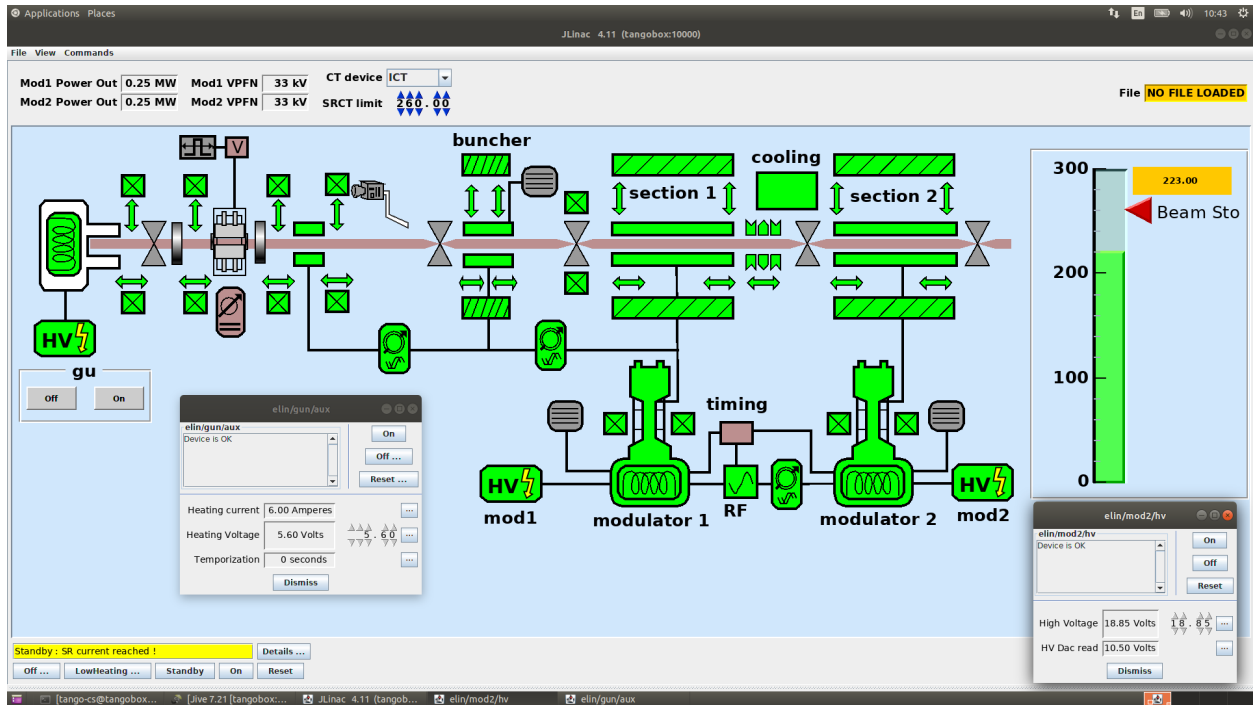 Applications Places
En 10:43
JLinac 4.11 (tangobox:10000)
File View Commands
Mod1 Power Out 0.25 MW Mod1 VPFN 33 kV CT device ICT
Mod2 Power Out 0.25 MW Mod2 VPFN 33 kV SRCT limit 260.00
File NO FILE LOADED
buncher
cooling
section 1
section 2
V
HV
gu
Off On
300
223.00
Beam Sto
200
100
0
timing
HV
mod1
modulator 1
RF
modulator 2
HV
mod2
elin/gun/aux
elin/gun/aux
Device is OK
On
Off ...
Reset ...
Heating current 6.00 Amperes ...
Heating Voltage 5.60 Volts 5.60 ...
Temporization 0 seconds ...
Dismiss
elin/mod2/hv
elin/mod2/hv
Device is OK
On
Off
Reset
High Voltage 18.85 Volts 18.85 ...
HV Dac read 10.50 Volts ...
Dismiss
Standby : SR current reached ! Details ...
Off ... LowHeating ... Standby On Reset
[tango-cs@tangobox... [Jive 7.21 [tangobox:... JLinac 4.11 (tangob... elin/mod2/hv elin/gun/aux